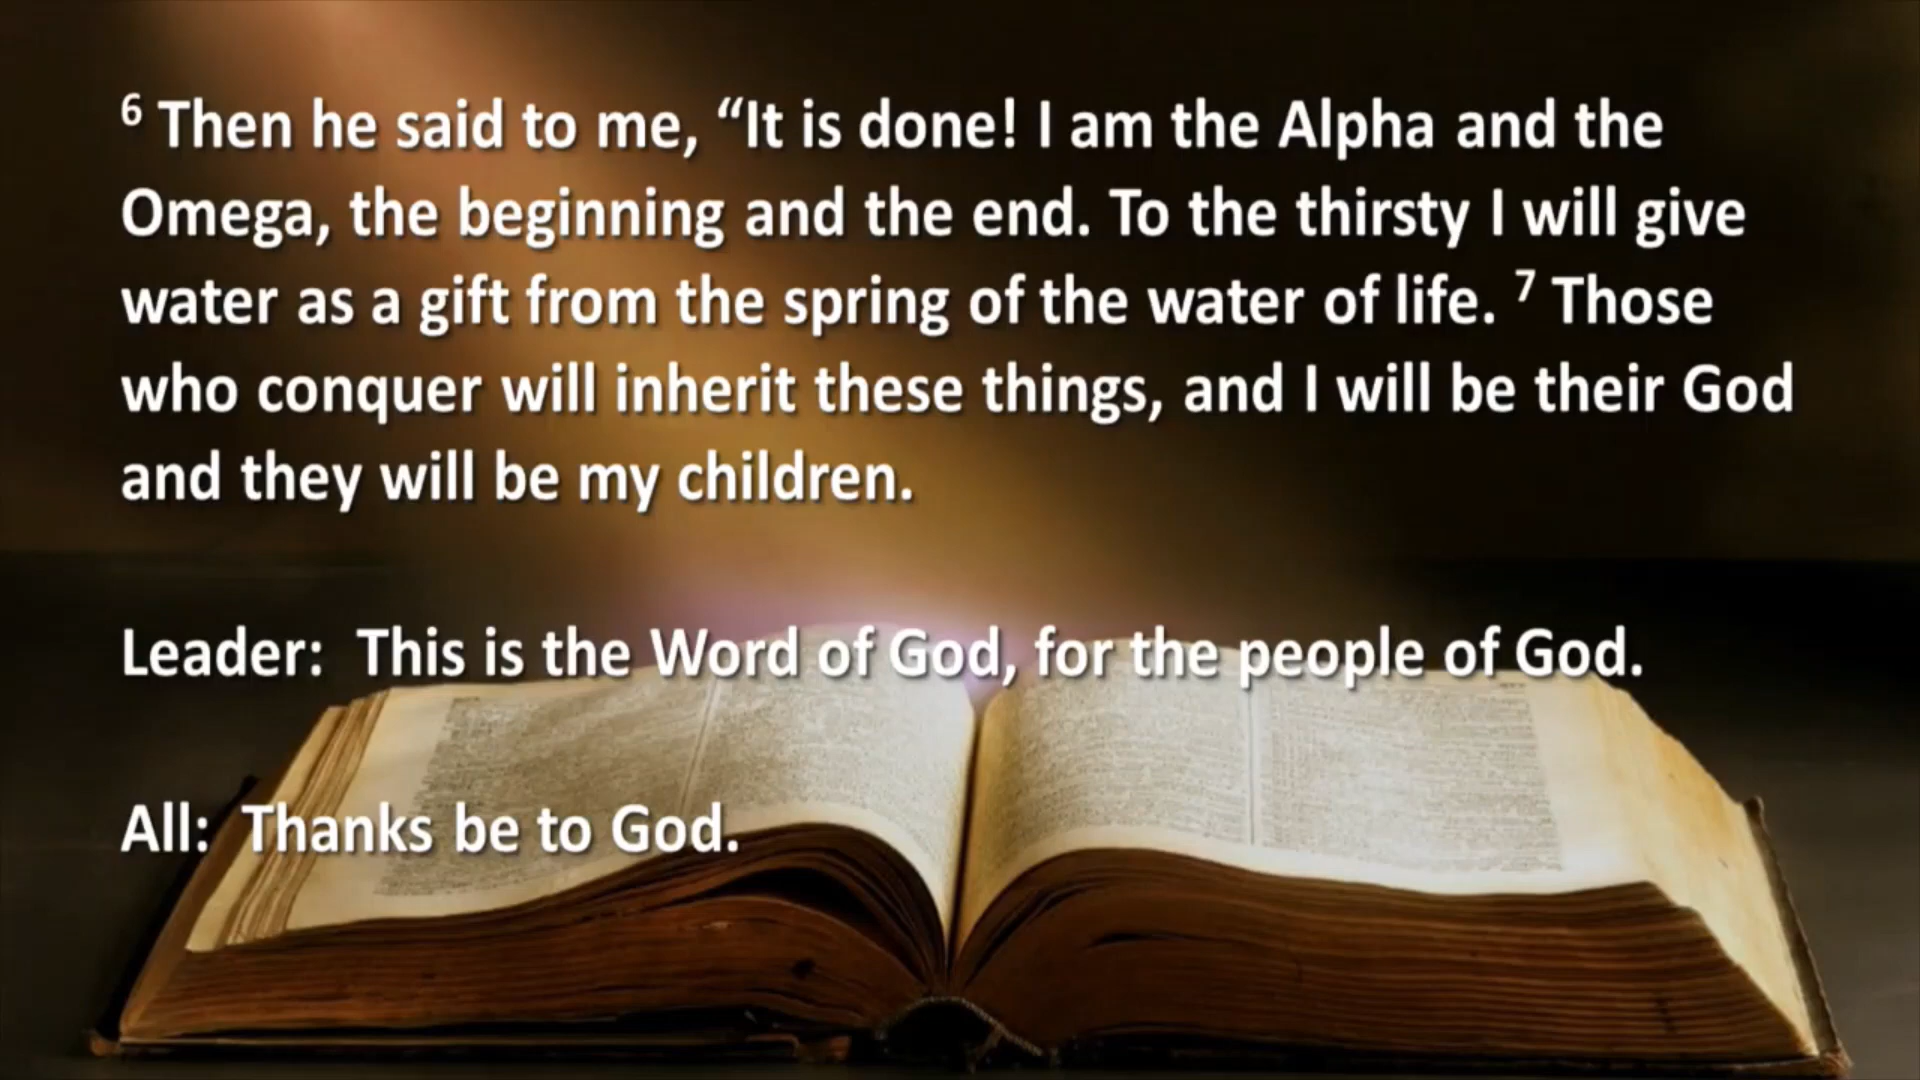 6 Then he said to me, “It is done! I am the Alpha and the
Omega, the beginning and the end. To the thirsty I will give
water as a gift from the spring of the water of life. 7 Those
who conquer will inherit these things, and I will be their God
and they will be my children.
Leader:  This is the Word of God, for the people of God.
All:  Thanks be to God.